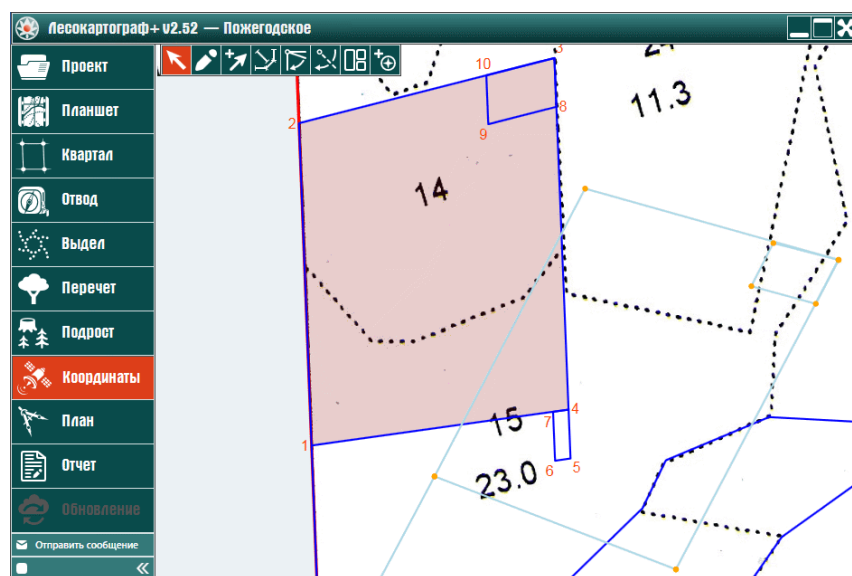 Лесокартограф+ v2.52 — Пожегодское
Проект
Планшет
Квартал
Отвод
Выдел
Перечет
Подрост
Координаты
План
Отчет
Обновление
Отправить сообщение
«
10
3
2
8
9
11.3
14
15
4
7
1
6
5
23.0